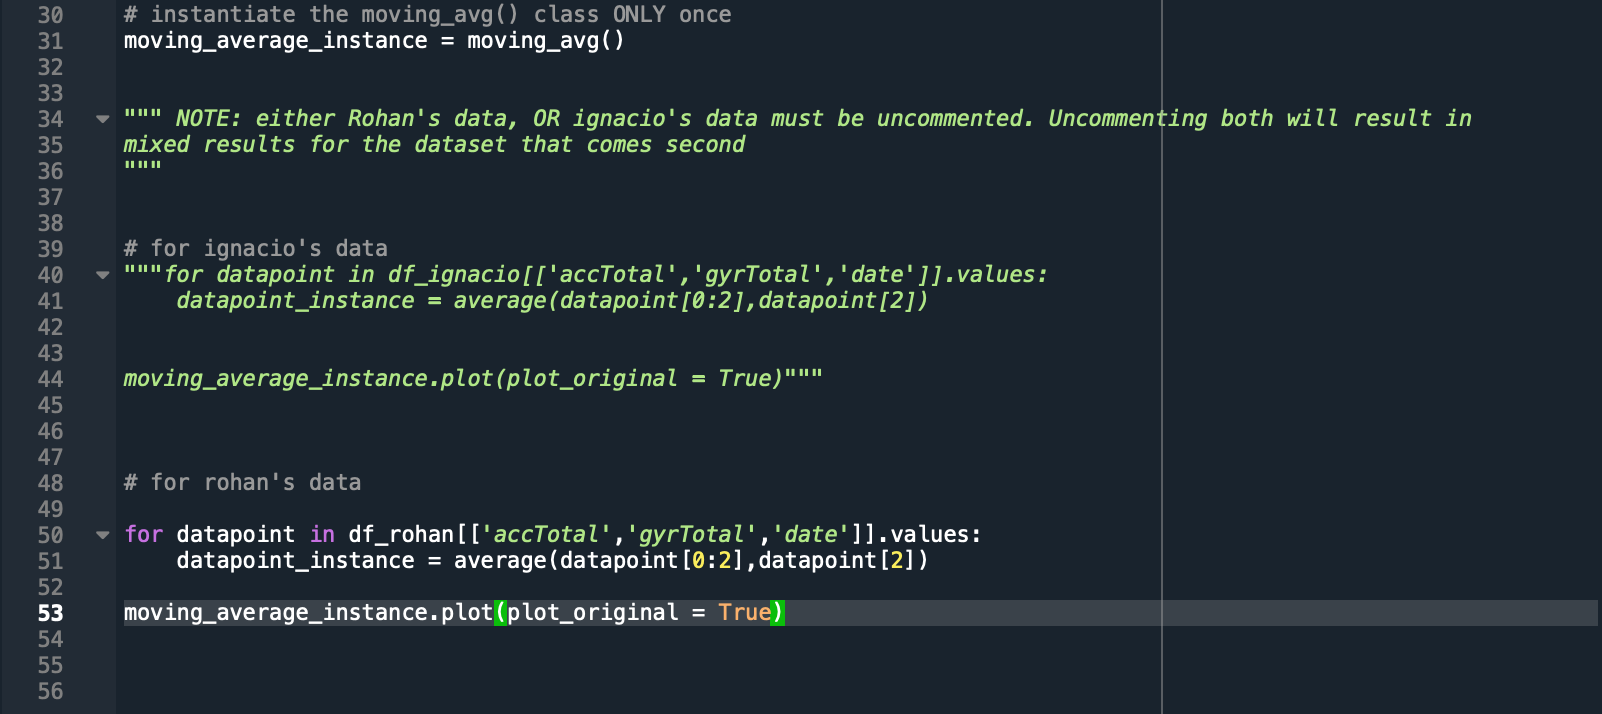 30 # instantiate the moving_avg() class ONLY once
31 moving_average_instance = moving_avg()
32
33
34 """ NOTE: either Rohan's data, OR ignacio's data must be uncommented. Uncommenting both will result in
35 mixed results for the dataset that comes second
36 """
37
38
39 # for ignacio's data
40 """for datapoint in df_ignacio[['accTotal','gyrTotal','date']].values:
41     datapoint_instance = average(datapoint[0:2],datapoint[2])
42
43
44 moving_average_instance.plot(plot_original = True)"""
45
46
47
48 # for rohan's data
49
50 for datapoint in df_rohan[['accTotal','gyrTotal','date']].values:
51     datapoint_instance = average(datapoint[0:2],datapoint[2])
52
53 moving_average_instance.plot(plot_original = True)
54
55
56